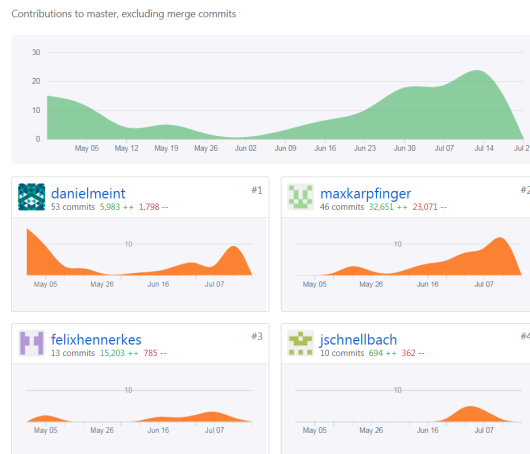 Contributions to master, excluding merge commits
30
20
10
0
May 05 May 12 May 19 May 26 Jun 02 Jun 09 Jun 16 Jun 23 Jun 30 Jul 07 Jul 14 Jul 2
danielmeint #1
53 commits 5,983 ++ 1,798 --
10
May 05 May 26 Jun 16 Jul 07
maxkarpfinger #2
46 commits 32,651 ++ 23,071 --
10
May 05 May 26 Jun 16 Jul 07
felixhennerkes #3
13 commits 15,203 ++ 785 --
10
May 05 May 26 Jun 16 Jul 07
jschnellbach #4
10 commits 694 ++ 362 --
10
May 05 May 26 Jun 16 Jul 07